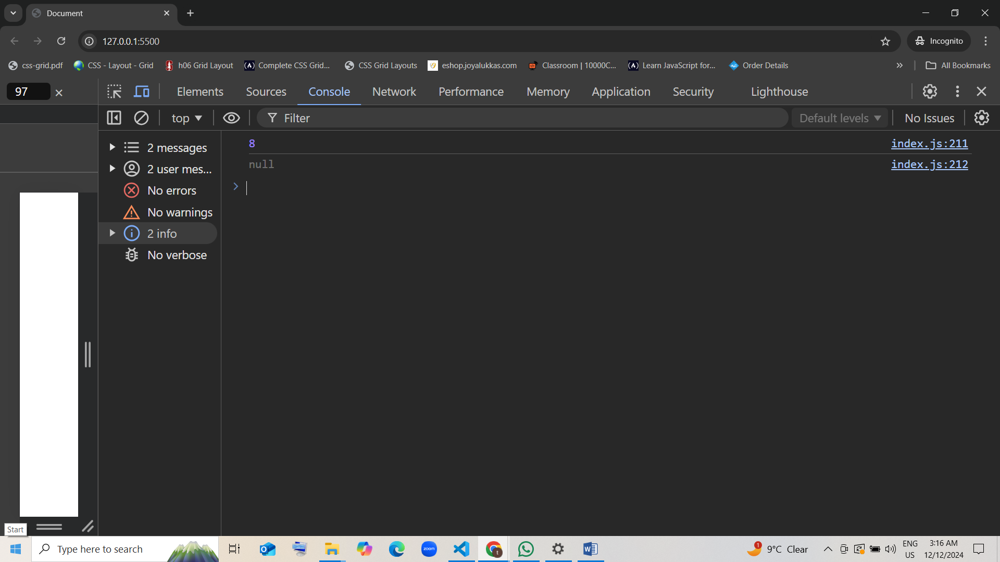 Document
127.0.0.1:5500
Incognito
css-grid.pdf
CSS - Layout - Grid
h06 Grid Layout
Complete CSS Grid...
CSS Grid Layouts
eshop.joyalukkas.com
Classroom | 10000C...
Learn JavaScript for...
Order Details
All Bookmarks
97
Elements
Sources
Console
Network
Performance
Memory
Application
Security
Lighthouse
top
Filter
Default levels
No Issues
2 messages
2 user mes...
No errors
No warnings
2 info
No verbose
8
index.js:211
null
index.js:212
Start
Type here to search
zoom
1
9°C Clear
ENG
US
3:16 AM
12/12/2024